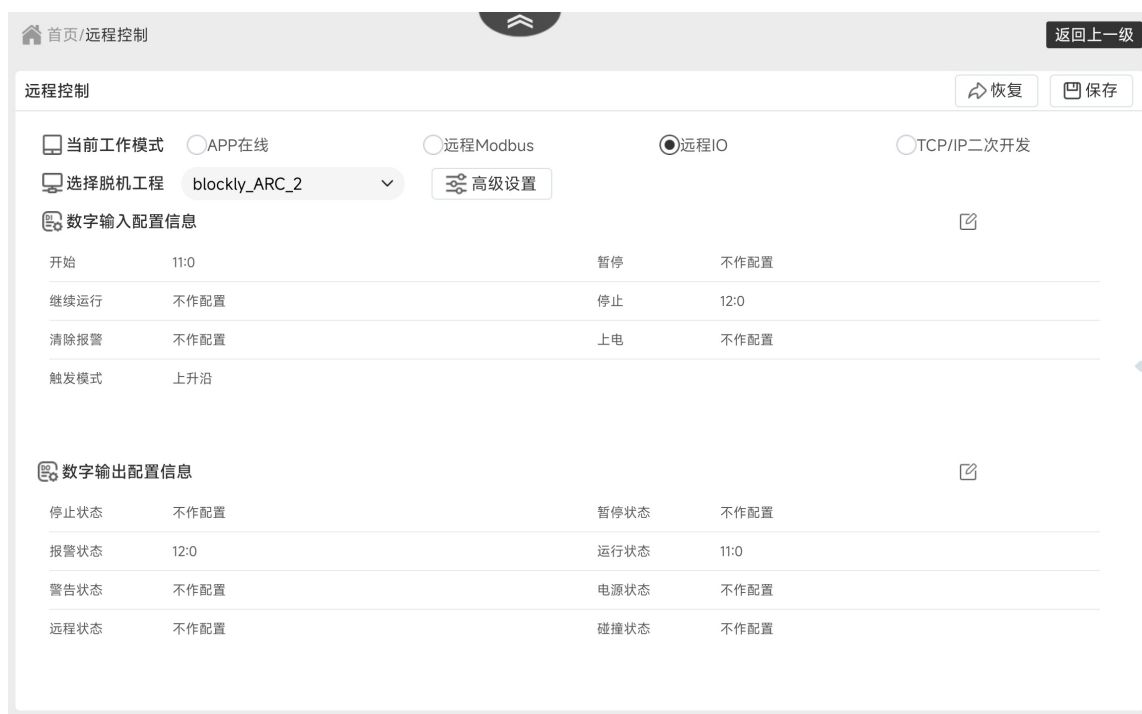 首页/远程控制
返回上一级
远程控制
恢复 保存
当前工作模式 APP在线 远程Modbus 远程IO TCP/IP二次开发
选择脱机工程 blockly_ARC_2 高级设置
数字输入配置信息
开始 11:0 暂停 不作配置
继续运行 不作配置 停止 12:0
清除报警 不作配置 上电 不作配置
触发模式 上升沿
数字输出配置信息
停止状态 不作配置 暂停状态 不作配置
报警状态 12:0 运行状态 11:0
警告状态 不作配置 电源状态 不作配置
远程状态 不作配置 碰撞状态 不作配置